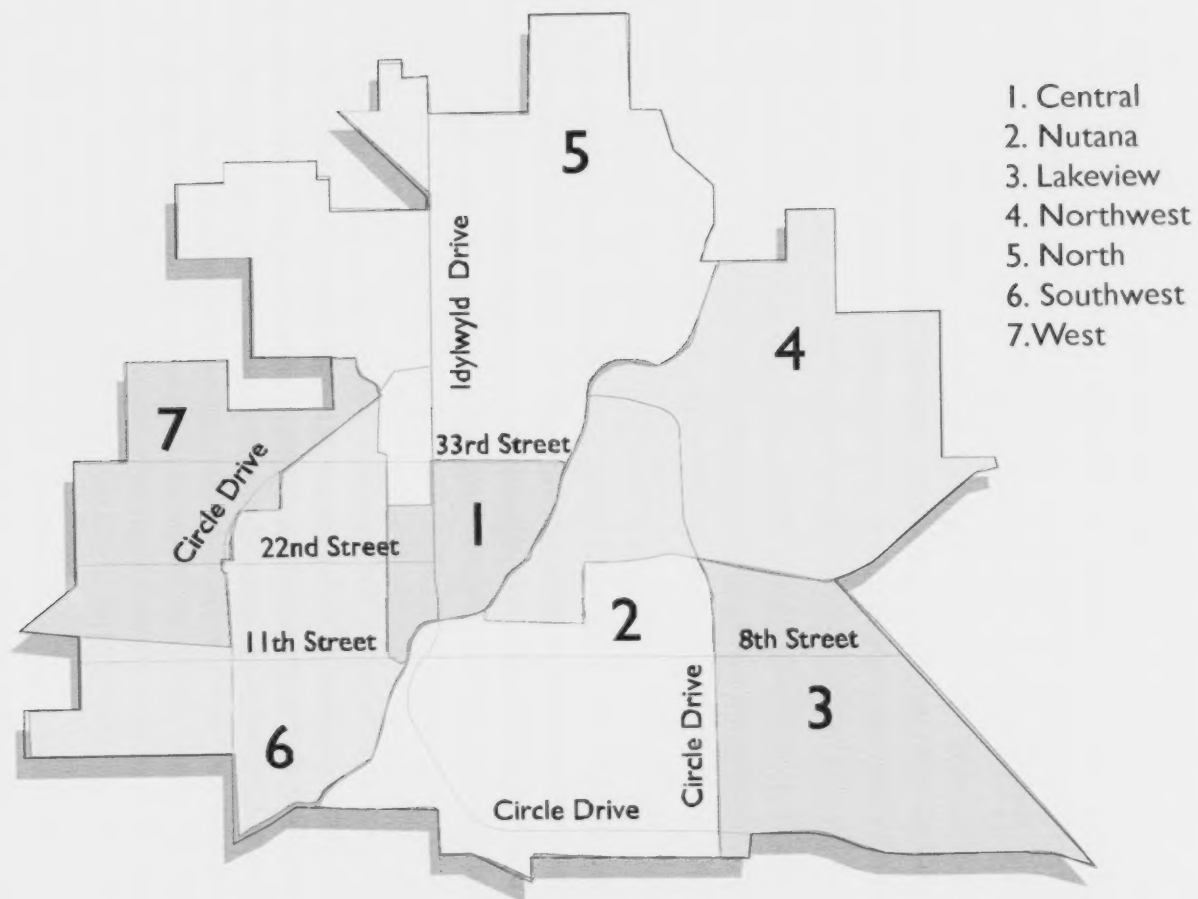 1. Central
2. Nutana
3. Lakeview
4. Northwest
5. North
6. Southwest
7.West
5
Idylwyld Drive
4
7
33rd Street
Circle Drive
1
22nd Street
2
11th Street
8th Street
Circle Drive
3
6
Circle Drive